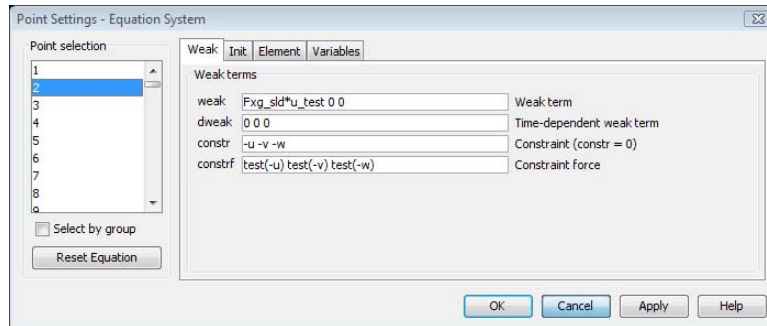 Point Settings - Equation System
Point selection
1
2
3
4
5
6
7
8
9
Select by group
Reset Equation
Weak Init Element Variables
Weak terms
weak Fxg_sld*u_test 0 0 Weak term
dweak 0 0 0 Time-dependent weak term
constr -u -v -w Constraint (constr = 0)
constrf test(-u) test(-v) test(-w) Constraint force
OK Cancel Apply Help